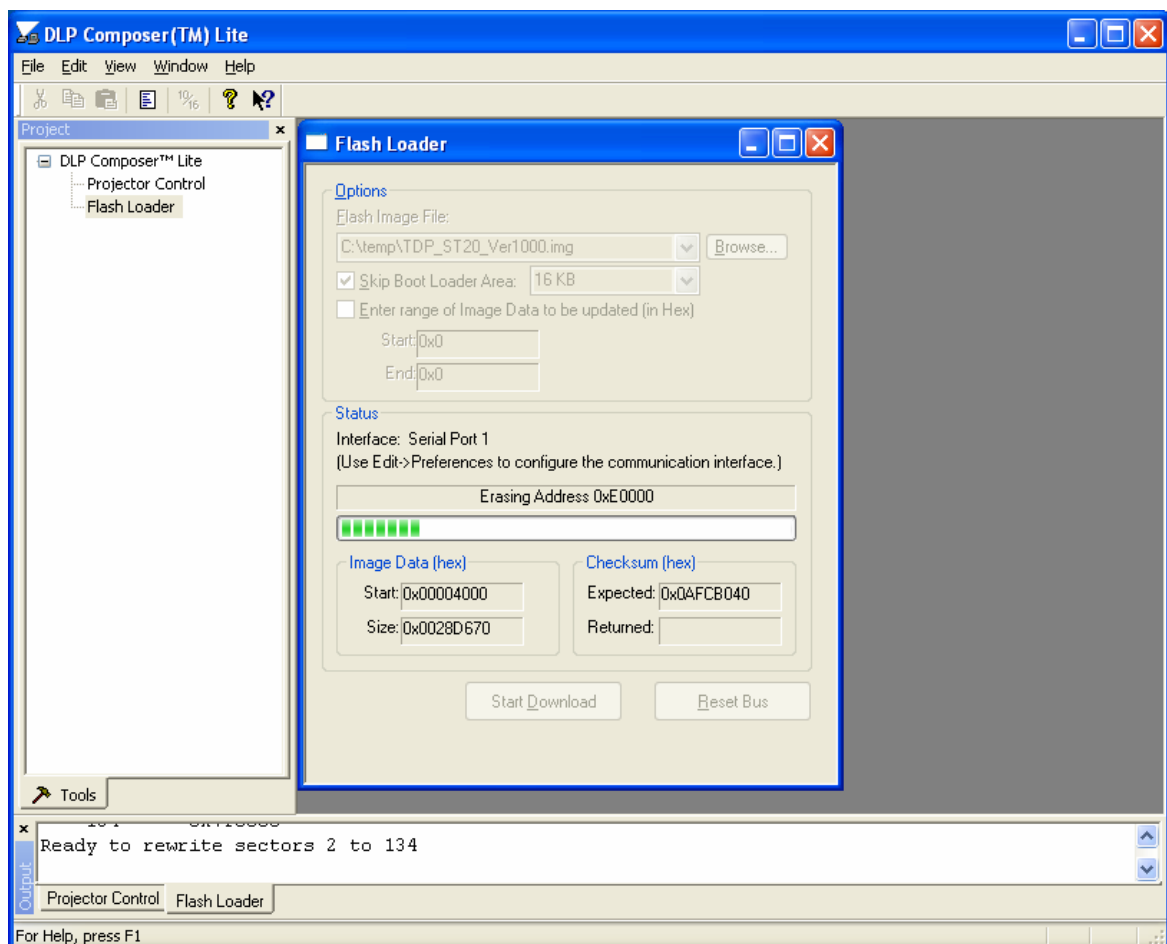 DLP Composer(TM) Lite
File Edit View Window Help
10/16
Project
DLP Composer™ Lite
Projector Control
Flash Loader
Tools
Flash Loader
Options
Flash Image File:
C:\temp\TDP_ST20_Ver1000.img Browse...
Skip Boot Loader Area: 16 KB
Enter range of Image Data to be updated (in Hex)
Start: 0x0
End: 0x0
Status
Interface: Serial Port 1
(Use Edit->Preferences to configure the communication interface.)
Erasing Address 0xE0000
Image Data (hex)
Start: 0x00004000
Size: 0x0028D670
Checksum (hex)
Expected: 0x0AFCB040
Returned:
Start Download Reset Bus
Output
Ready to rewrite sectors 2 to 134
Projector Control Flash Loader
For Help, press F1